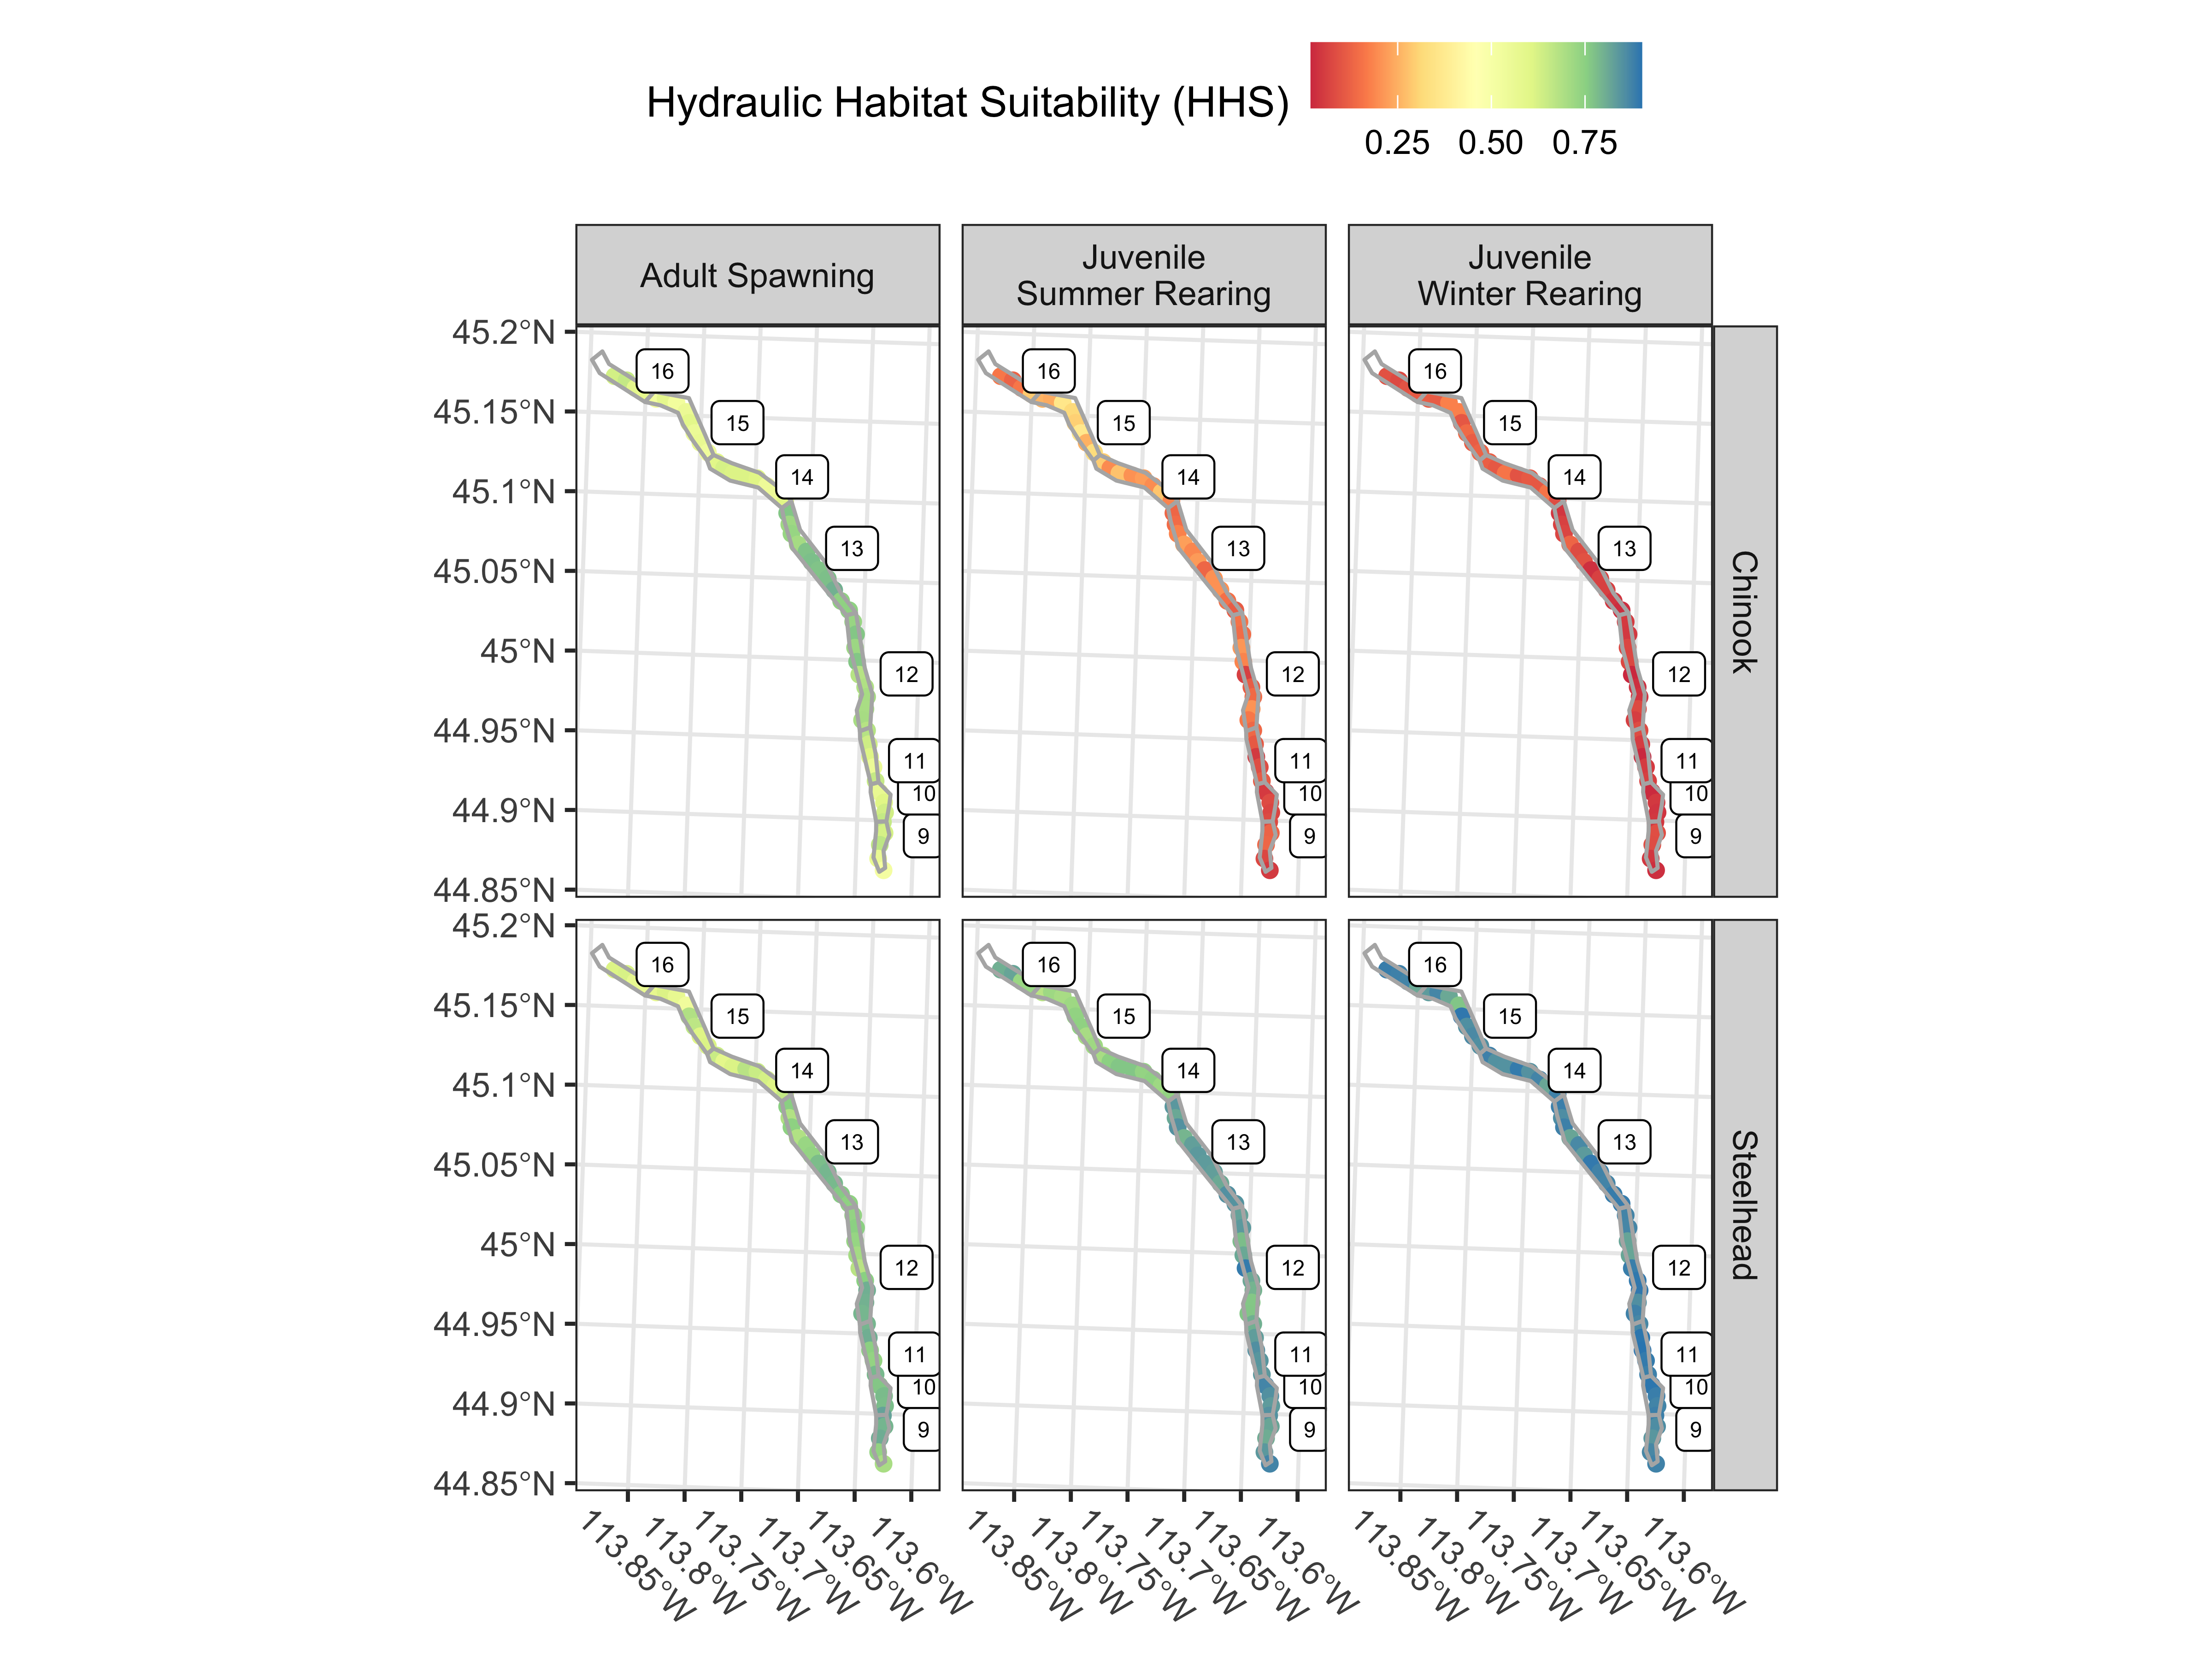 Hydraulic Habitat Suitability (HHS)
0.25 0.50 0.75
Adult Spawning
Juvenile
Summer Rearing
Juvenile
Winter Rearing
45.2°N
45.15°N
45.1°N
45.05°N
45°N
44.95°N
44.9°N
44.85°N
16
15
14
13
12
11
10
9
16
15
14
13
12
11
10
9
16
15
14
13
12
11
10
9
Chinook
45.2°N
45.15°N
45.1°N
45.05°N
45°N
44.95°N
44.9°N
44.85°N
16
15
14
13
12
11
10
9
16
15
14
13
12
11
10
9
16
15
14
13
12
11
10
9
Steelhead
113.85°W
113.8°W
113.75°W
113.7°W
113.65°W
113.6°W
113.85°W
113.8°W
113.75°W
113.7°W
113.65°W
113.6°W
113.85°W
113.8°W
113.75°W
113.7°W
113.65°W
113.6°W